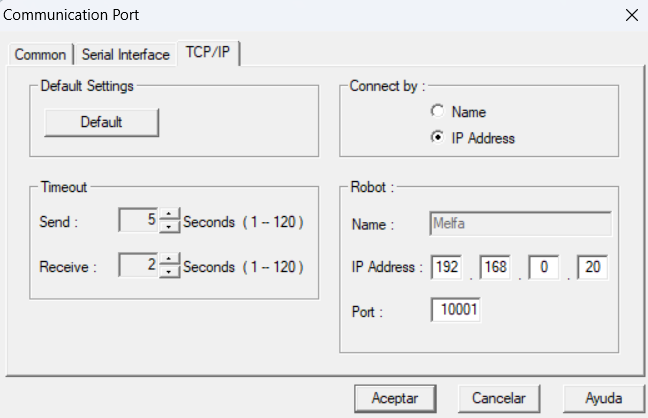 Communication Port
Common Serial Interface TCP/IP
Default Settings
Default
Connect by :
Name
IP Address
Timeout
Send : 5 Seconds ( 1 -- 120 )
Receive : 2 Seconds ( 1 -- 120 )
Robot :
Name : Melfa
IP Address : 192 . 168 . 0 . 20
Port : 10001
Aceptar Cancelar Ayuda